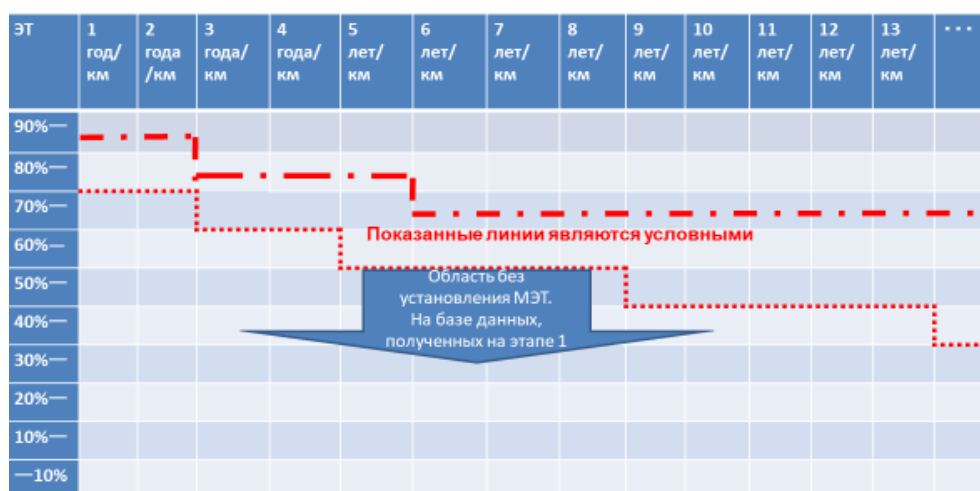 ЭТ
1 год/ км
2 года /км
3 года/ км
4 года/ км
5 лет/ км
6 лет/ км
7 лет/ км
8 лет/ км
9 лет/ км
10 лет/ км
11 лет/ км
12 лет/ км
13 лет/ км
...
90%—
80%—
70%—
Показанные линии являются условными
60%—
Область без
50%—
установления МЭТ.
На базе данных,
40%—
полученных на этапе 1
30%—
20%—
10%—
—10%